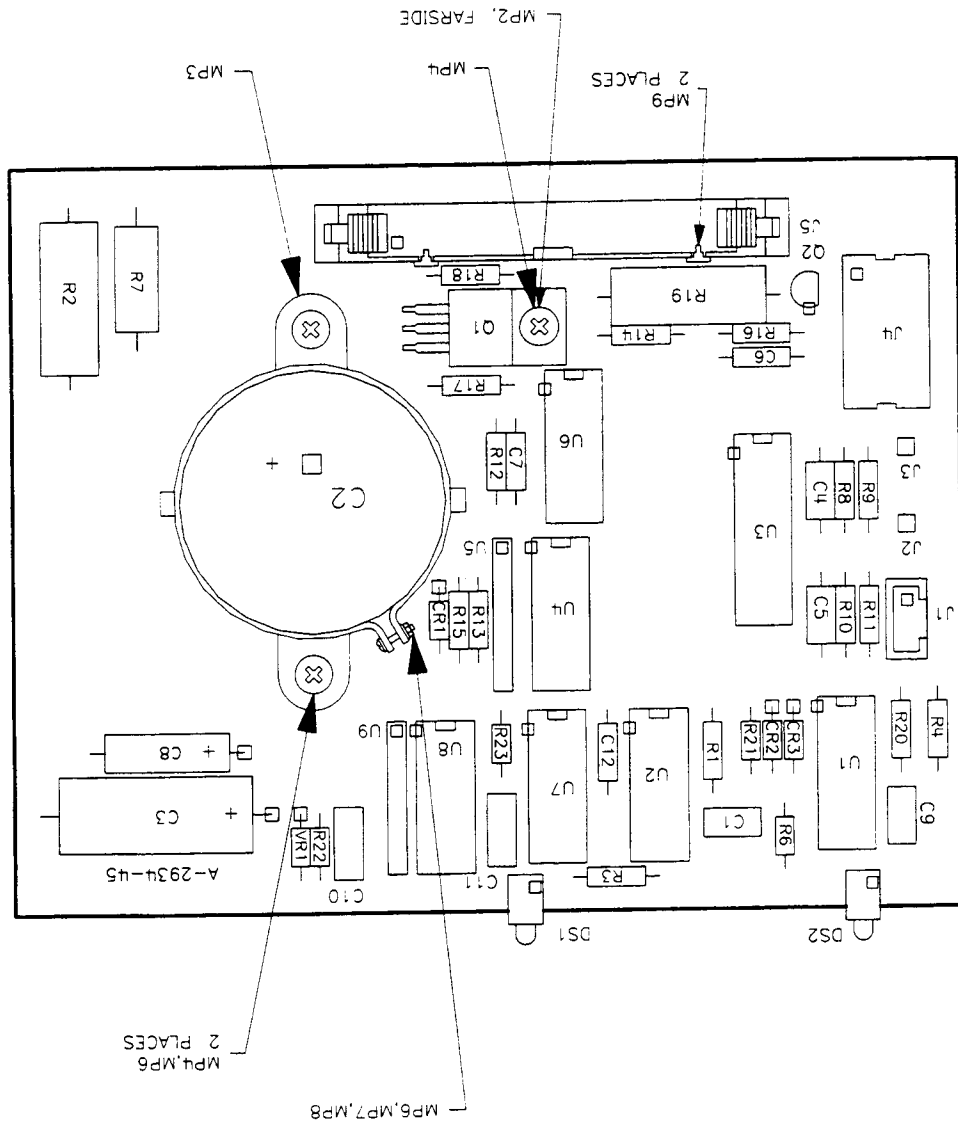 MP6,MP7,MP8
MP4,MP6
2 PLACES
DS2
DS1
C10
C11
A-2934-45
R3
R6
C9
C1
R22
VR1
C3
U1
U2
U7
U8
U9
C8
R4
R20
CR3
CR2
R21
R1
C12
R23
J1
R11
R10
C5
U4
U5
R13
R15
CR1
J2
U3
C2
+
+
+
J3
R9
R8
C4
U6
C7
R12
R17
J4
C6
R16
R14
R19
Q1
R18
R7
R2
Q2
J5
MP9
2 PLACES
MP4
MP3
MP2, FARSIDE